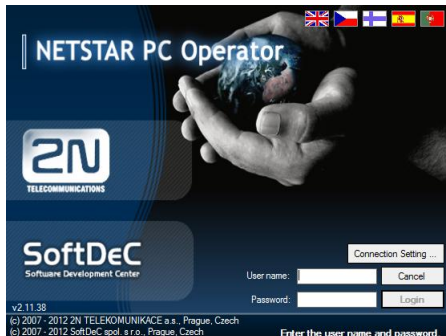 NETSTAR PC Operator
2N
TELECOMMUNICATIONS
SoftDeC
Software Development Center
Connection Setting ...
User name:
Cancel
Password:
Login
v2.11.38
(c) 2007 - 2012 2N TELEKOMUNIKACE a.s., Prague, Czech
(c) 2007 - 2012 SoftDeC spol. s r.o., Prague, Czech
Enter the user name and password